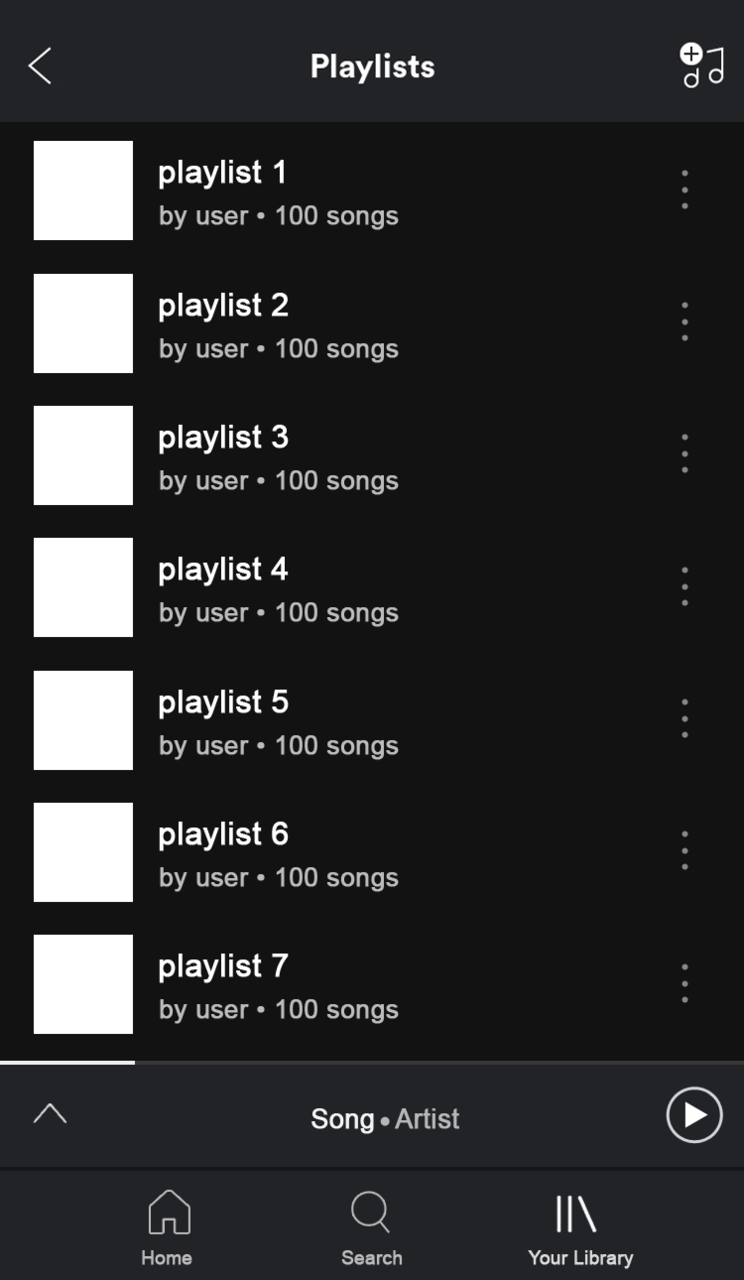 Playlists
playlist 1
by user • 100 songs
playlist 2
by user • 100 songs
playlist 3
by user • 100 songs
playlist 4
by user • 100 songs
playlist 5
by user • 100 songs
playlist 6
by user • 100 songs
playlist 7
by user • 100 songs
Song • Artist
Home Search Your Library